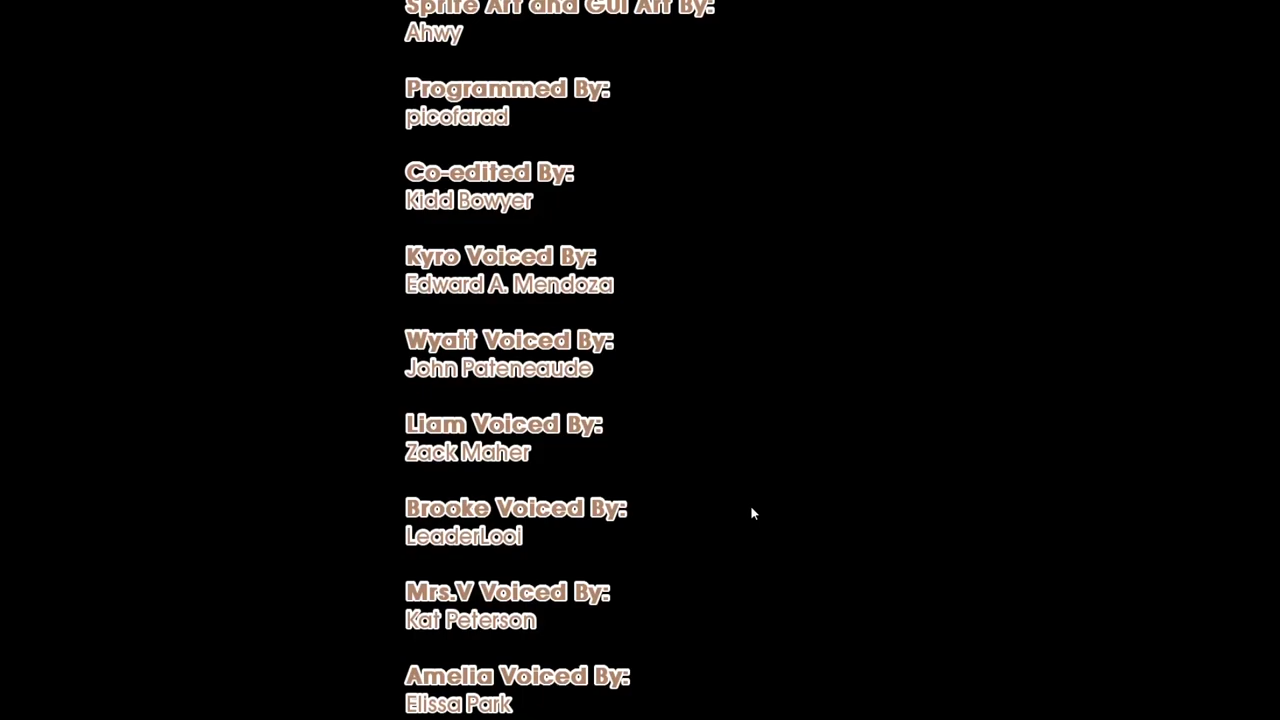 Sprite Art and GUI Art By:
Ahwy
Programmed By:
picofarad
Co-edited By:
Kidd Bowyer
Kyro Voiced By:
Edward A. Mendoza
Wyatt Voiced By:
John Pateneaude
Liam Voiced By:
Zack Maher
Brooke Voiced By:
LeaderLooi
Mrs.V Voiced By:
Kat Peterson
Amelia Voiced By:
Elissa Park